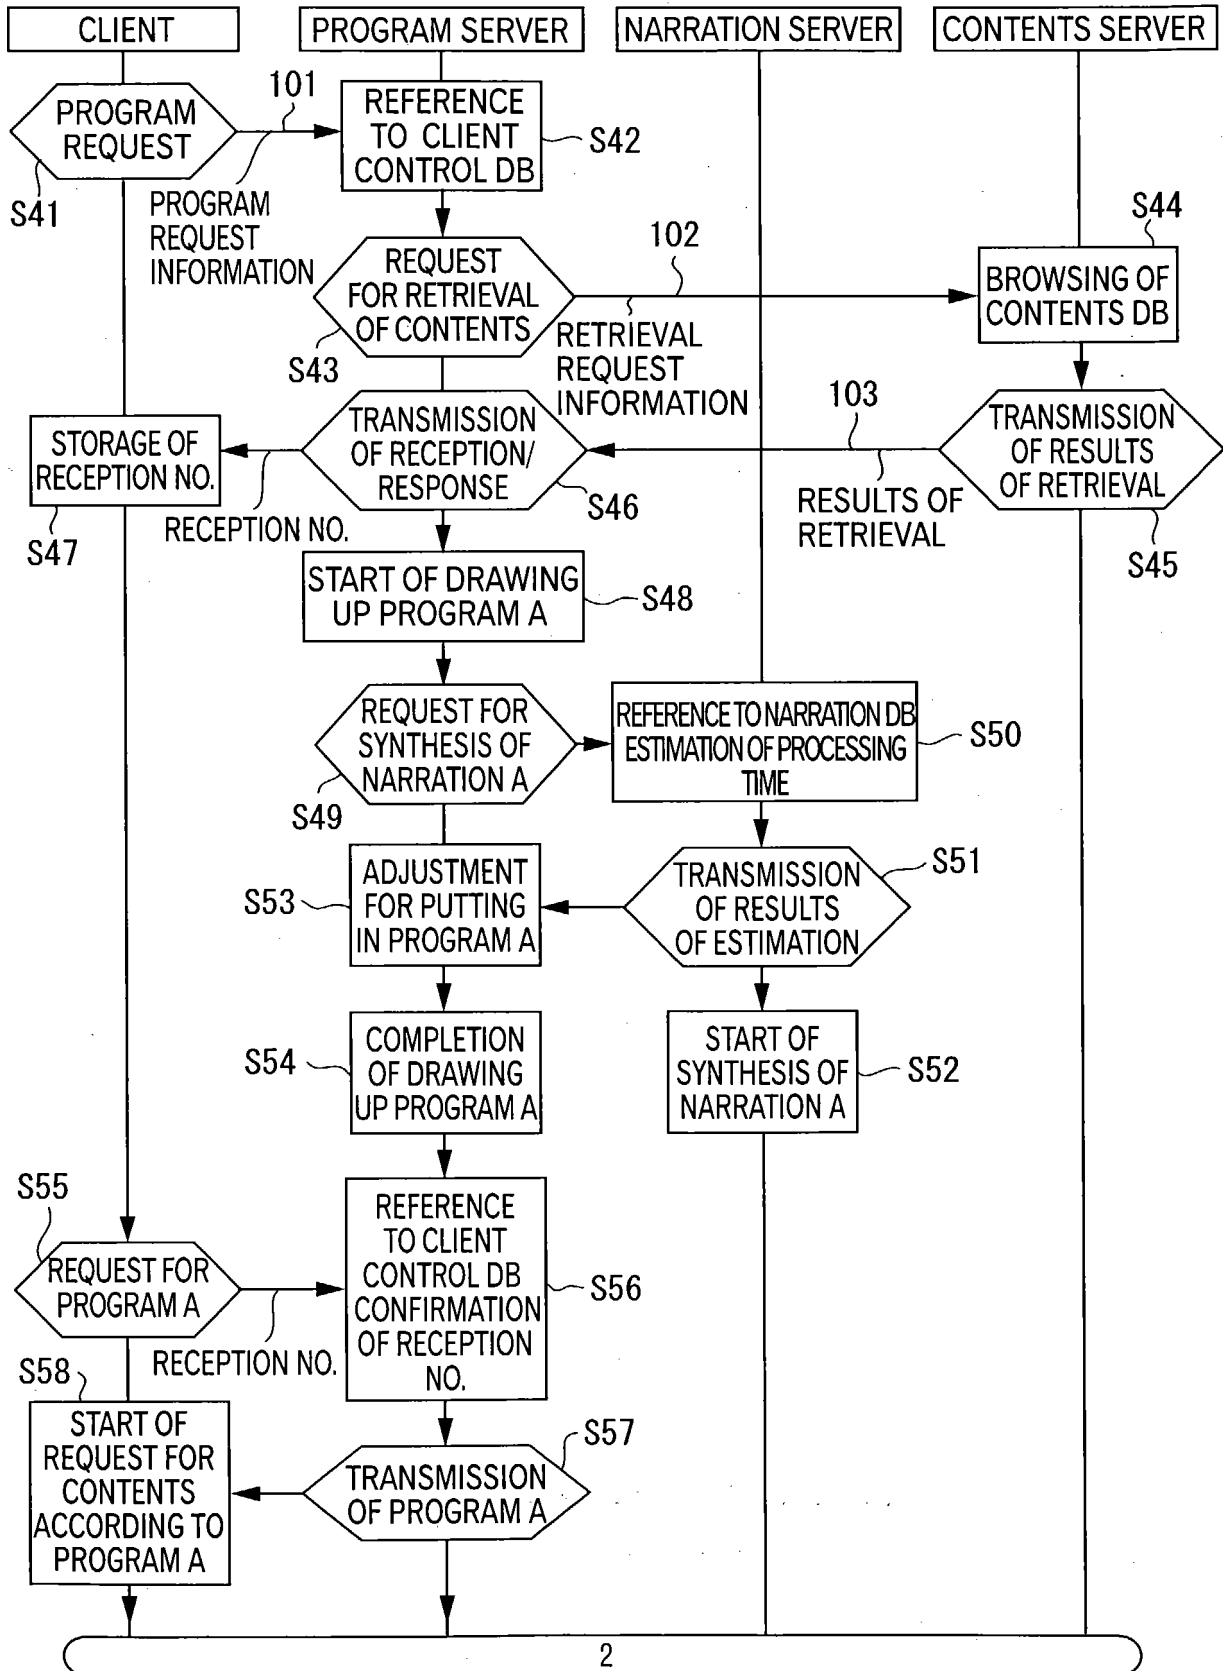 CLIENT
PROGRAM SERVER
NARRATION SERVER
CONTENTS SERVER
PROGRAM
REQUEST
S41
101
PROGRAM
REQUEST
INFORMATION
REFERENCE
TO CLIENT
CONTROL DB
S42
REQUEST
FOR RETRIEVAL
OF CONTENTS
S43
102
RETRIEVAL
REQUEST
INFORMATION
S44
BROWSING OF
CONTENTS DB
TRANSMISSION
OF RESULTS
OF RETRIEVAL
S45
103
RESULTS OF
RETRIEVAL
TRANSMISSION
OF RECEPTION/
RESPONSE
S46
RECEPTION NO.
STORAGE OF
RECEPTION NO.
S47
START OF DRAWING
UP PROGRAM A
S48
REQUEST FOR
SYNTHESIS OF
NARRATION A
S49
REFERENCE TO NARRATION DB
ESTIMATION OF PROCESSING
TIME
S50
TRANSMISSION
OF RESULTS
OF ESTIMATION
S51
ADJUSTMENT
FOR PUTTING
IN PROGRAM A
S53
START OF
SYNTHESIS OF
NARRATION A
S52
COMPLETION
OF DRAWING
UP PROGRAM A
S54
S55
REQUEST FOR
PROGRAM A
RECEPTION NO.
REFERENCE
TO CLIENT
CONTROL DB
CONFIRMATION
OF RECEPTION
NO.
S56
S57
TRANSMISSION
OF PROGRAM A
S58
START OF
REQUEST FOR
CONTENTS
ACCORDING TO
PROGRAM A
2